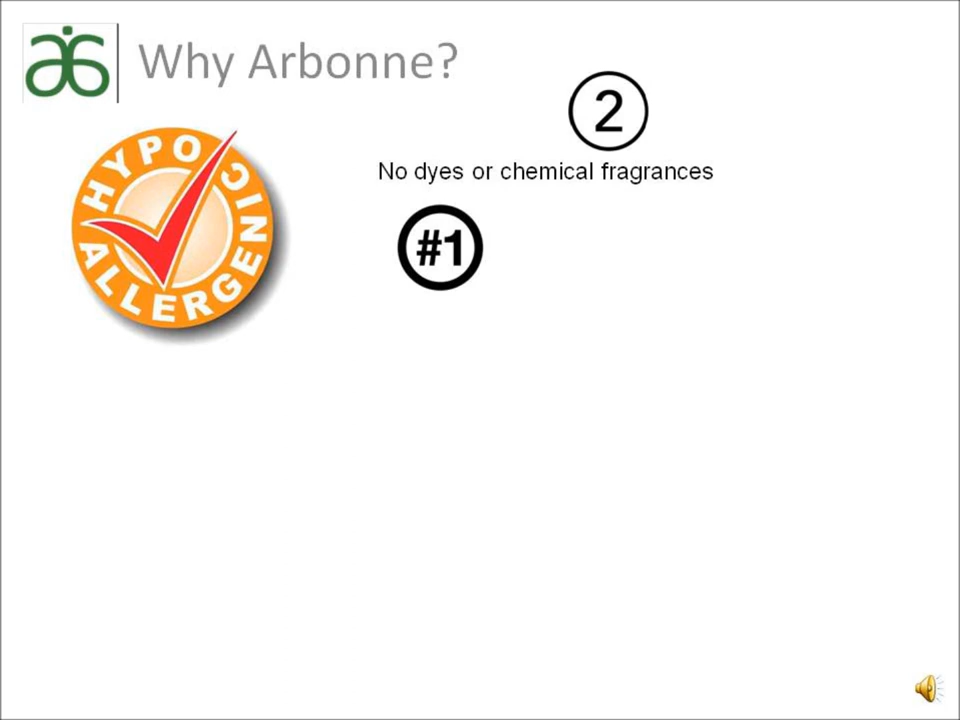 Why Arbonne?
2
No dyes or chemical fragrances
HYPO
ALLERGENIC
#1